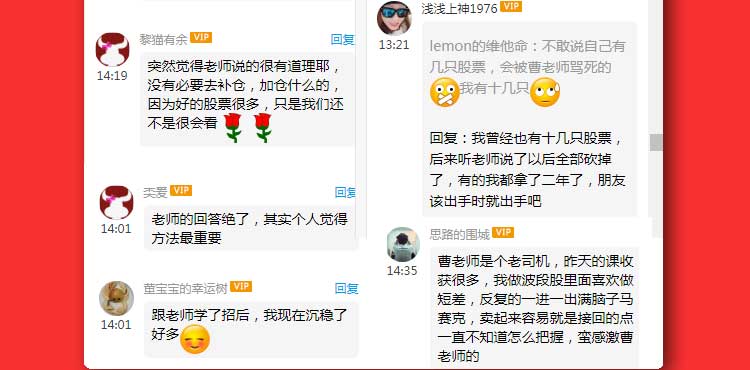 黎猫有余 VIP 回复
14:19
突然觉得老师说的很有道理耶，
没有必要去补仓，加仓什么的，
因为好的股票很多，只是我们还
不是很会看
奀爱 VIP 回复
14:01
老师的回答绝了，其实个人觉得
方法最重要
董宝宝的幸运树 VIP 回复
14:01
跟老师学了招后，我现在沉稳了
好多
浅浅上神1976 VIP
13:21
lemon的维他命：不敢说自己有
几只股票，会被曹老师骂死的
我有十几只
回复：我曾经也有十几只股票，
后来听老师说了以后全部砍掉
了，有的我都拿了二年了，朋友
该出手时就出手吧
思路的围城 VIP
14:35
曹老师是个老司机，昨天的课收
获很多，我做波段股里面喜欢做
短差，反复的一进一出满脑子马
赛克，卖起来容易就是接回的点
一直不知道怎么把握，蛮感激曹
老师的